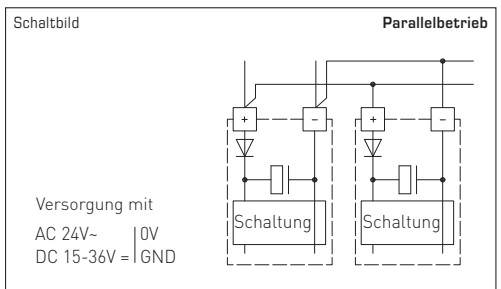 Schaltbild Parallelbetrieb
+ − + −
Schaltung Schaltung
Versorgung mit
AC 24V~ | 0V
DC 15-36V = | GND